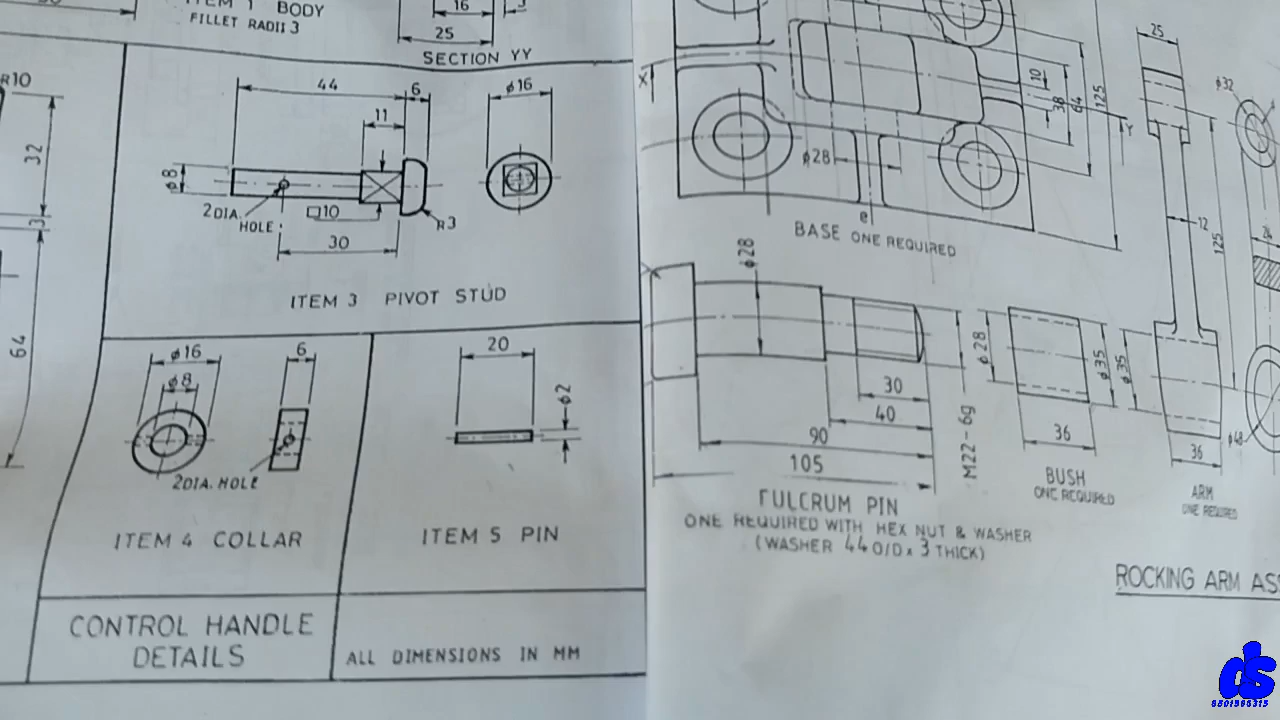 ITEM 1 BODY
FILLET RADII 3
16
25
SECTION YY
R10
32
3
64
44
6
11
ϕ8
2DIA.
HOLE
□10
30
R3
ϕ16
ITEM 3 PIVOT STUD
ϕ16
ϕ8
6
2DIA. HOLE
ITEM 4 COLLAR
20
ϕ2
ITEM 5 PIN
CONTROL HANDLE
DETAILS
ALL DIMENSIONS IN MM
X
ϕ28
10
38
64
125
Y
e
BASE ONE REQUIRED
ϕ28
30
40
90
105
M22-6g
FULCRUM PIN
ONE REQUIRED WITH HEX NUT & WASHER
(WASHER 44 O/D x 3 THICK)
ϕ28
ϕ35
36
BUSH
ONE REQUIRED
25
12
125
ϕ35
36
ARM
ONE REQUIRED
ϕ32
ϕ48
ROCKING ARM AS
ds
8501965315